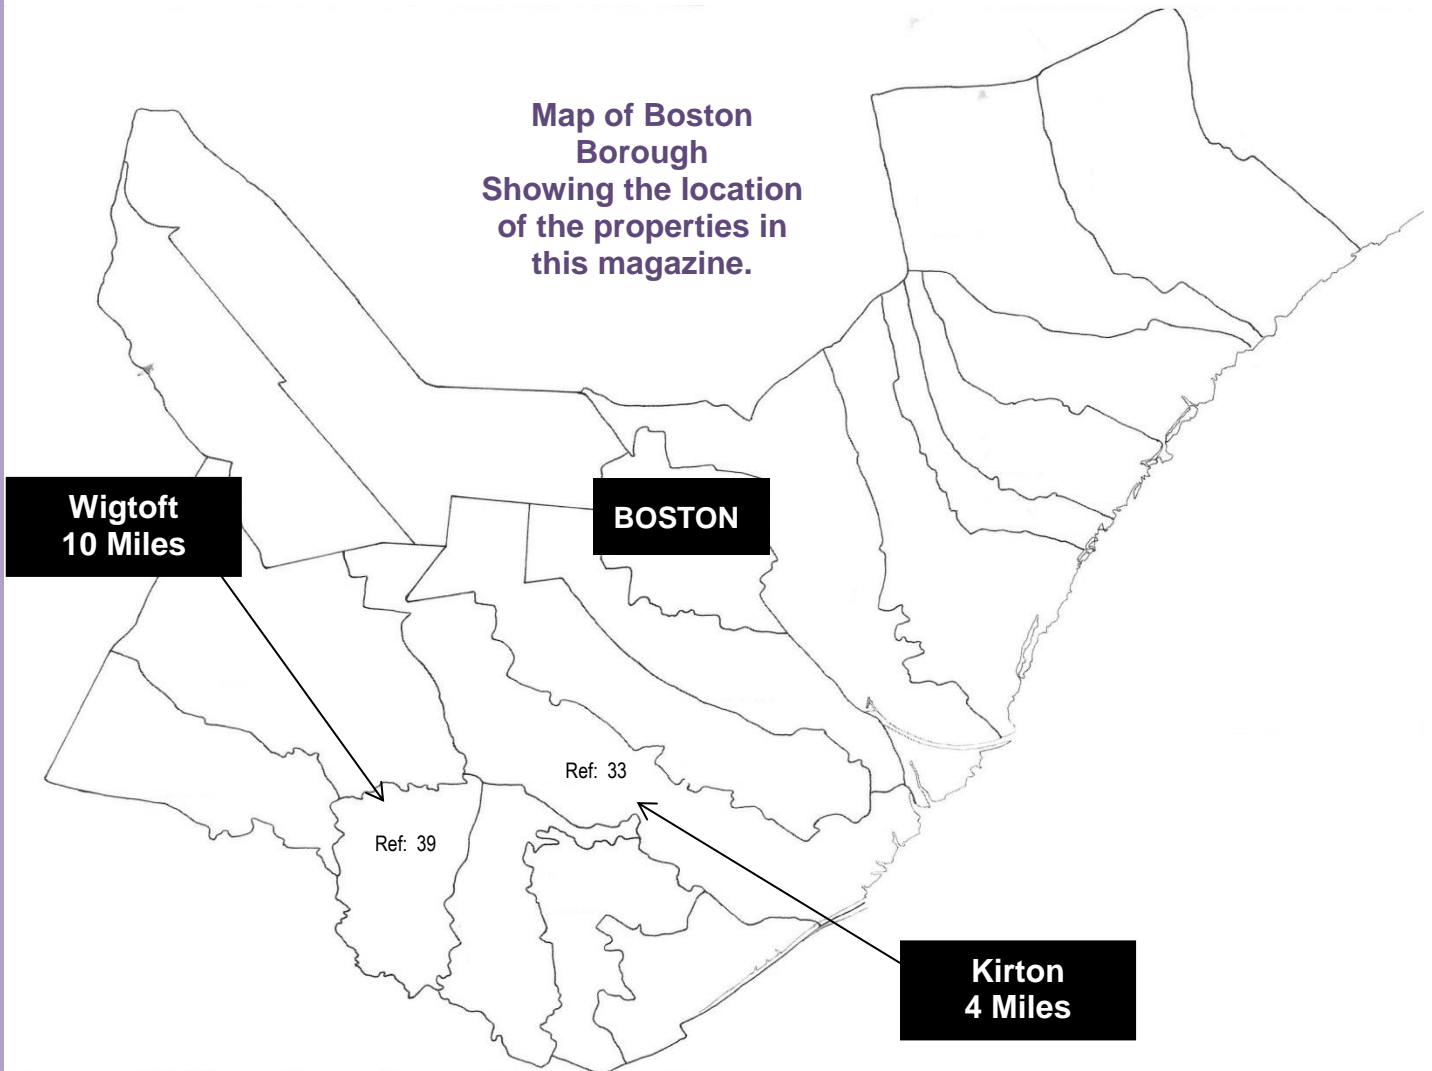 Map of Boston
Borough
Showing the location
of the properties in
this magazine.
Wigtoft
10 Miles
BOSTON
Ref: 33
Ref: 39
Kirton
4 Miles